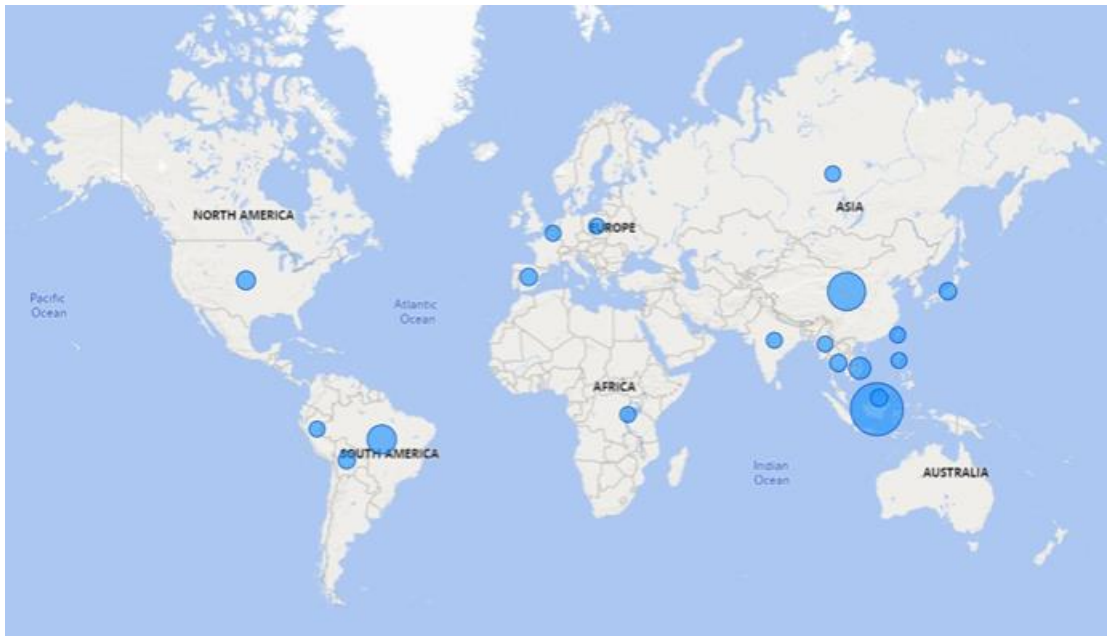 NORTH AMERICA
ASIA
EUROPE
Pacific
Ocean
Atlantic
Ocean
AFRICA
SOUTH AMERICA
Indian
Ocean
AUSTRALIA